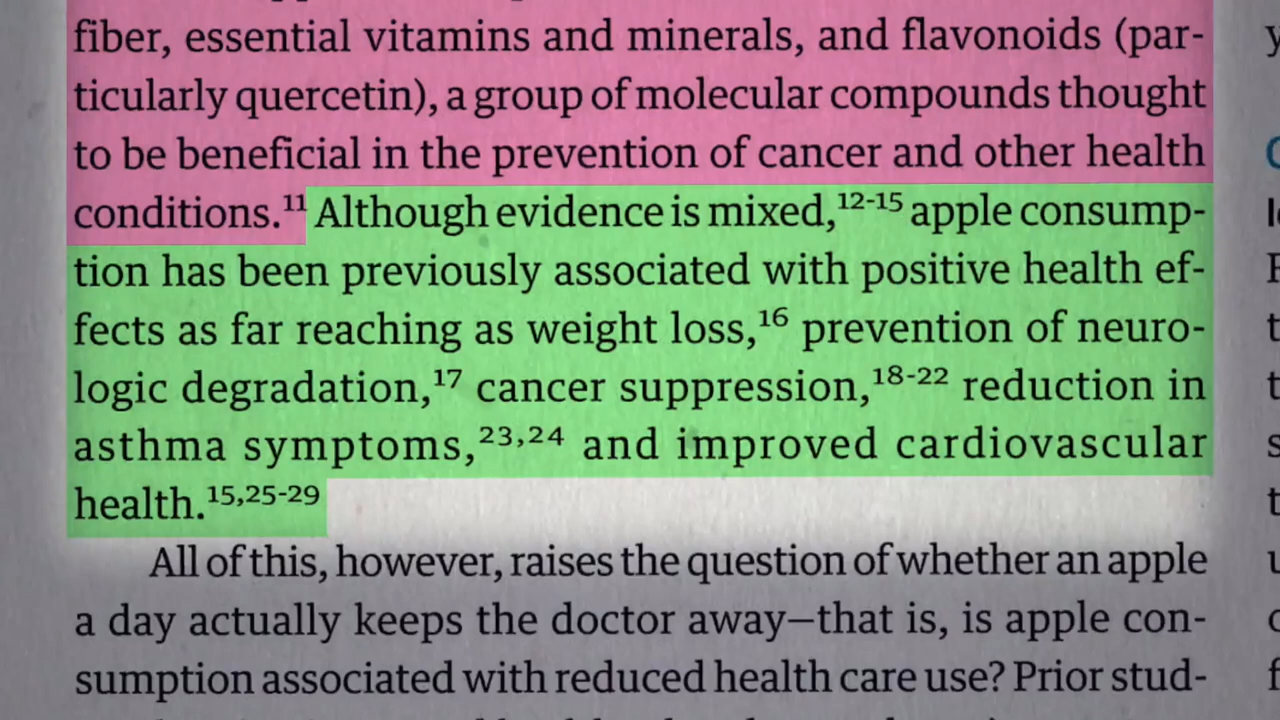 fiber, essential vitamins and minerals, and flavonoids (par-
ticularly quercetin), a group of molecular compounds thought
to be beneficial in the prevention of cancer and other health
conditions.¹¹ Although evidence is mixed,¹²⁻¹⁵ apple consump-
tion has been previously associated with positive health ef-
fects as far reaching as weight loss,¹⁶ prevention of neuro-
logic degradation,¹⁷ cancer suppression,¹⁸⁻²² reduction in
asthma symptoms,²³,²⁴ and improved cardiovascular
health.¹⁵,²⁵⁻²⁹
All of this, however, raises the question of whether an apple
a day actually keeps the doctor away—that is, is apple con-
sumption associated with reduced health care use? Prior stud-